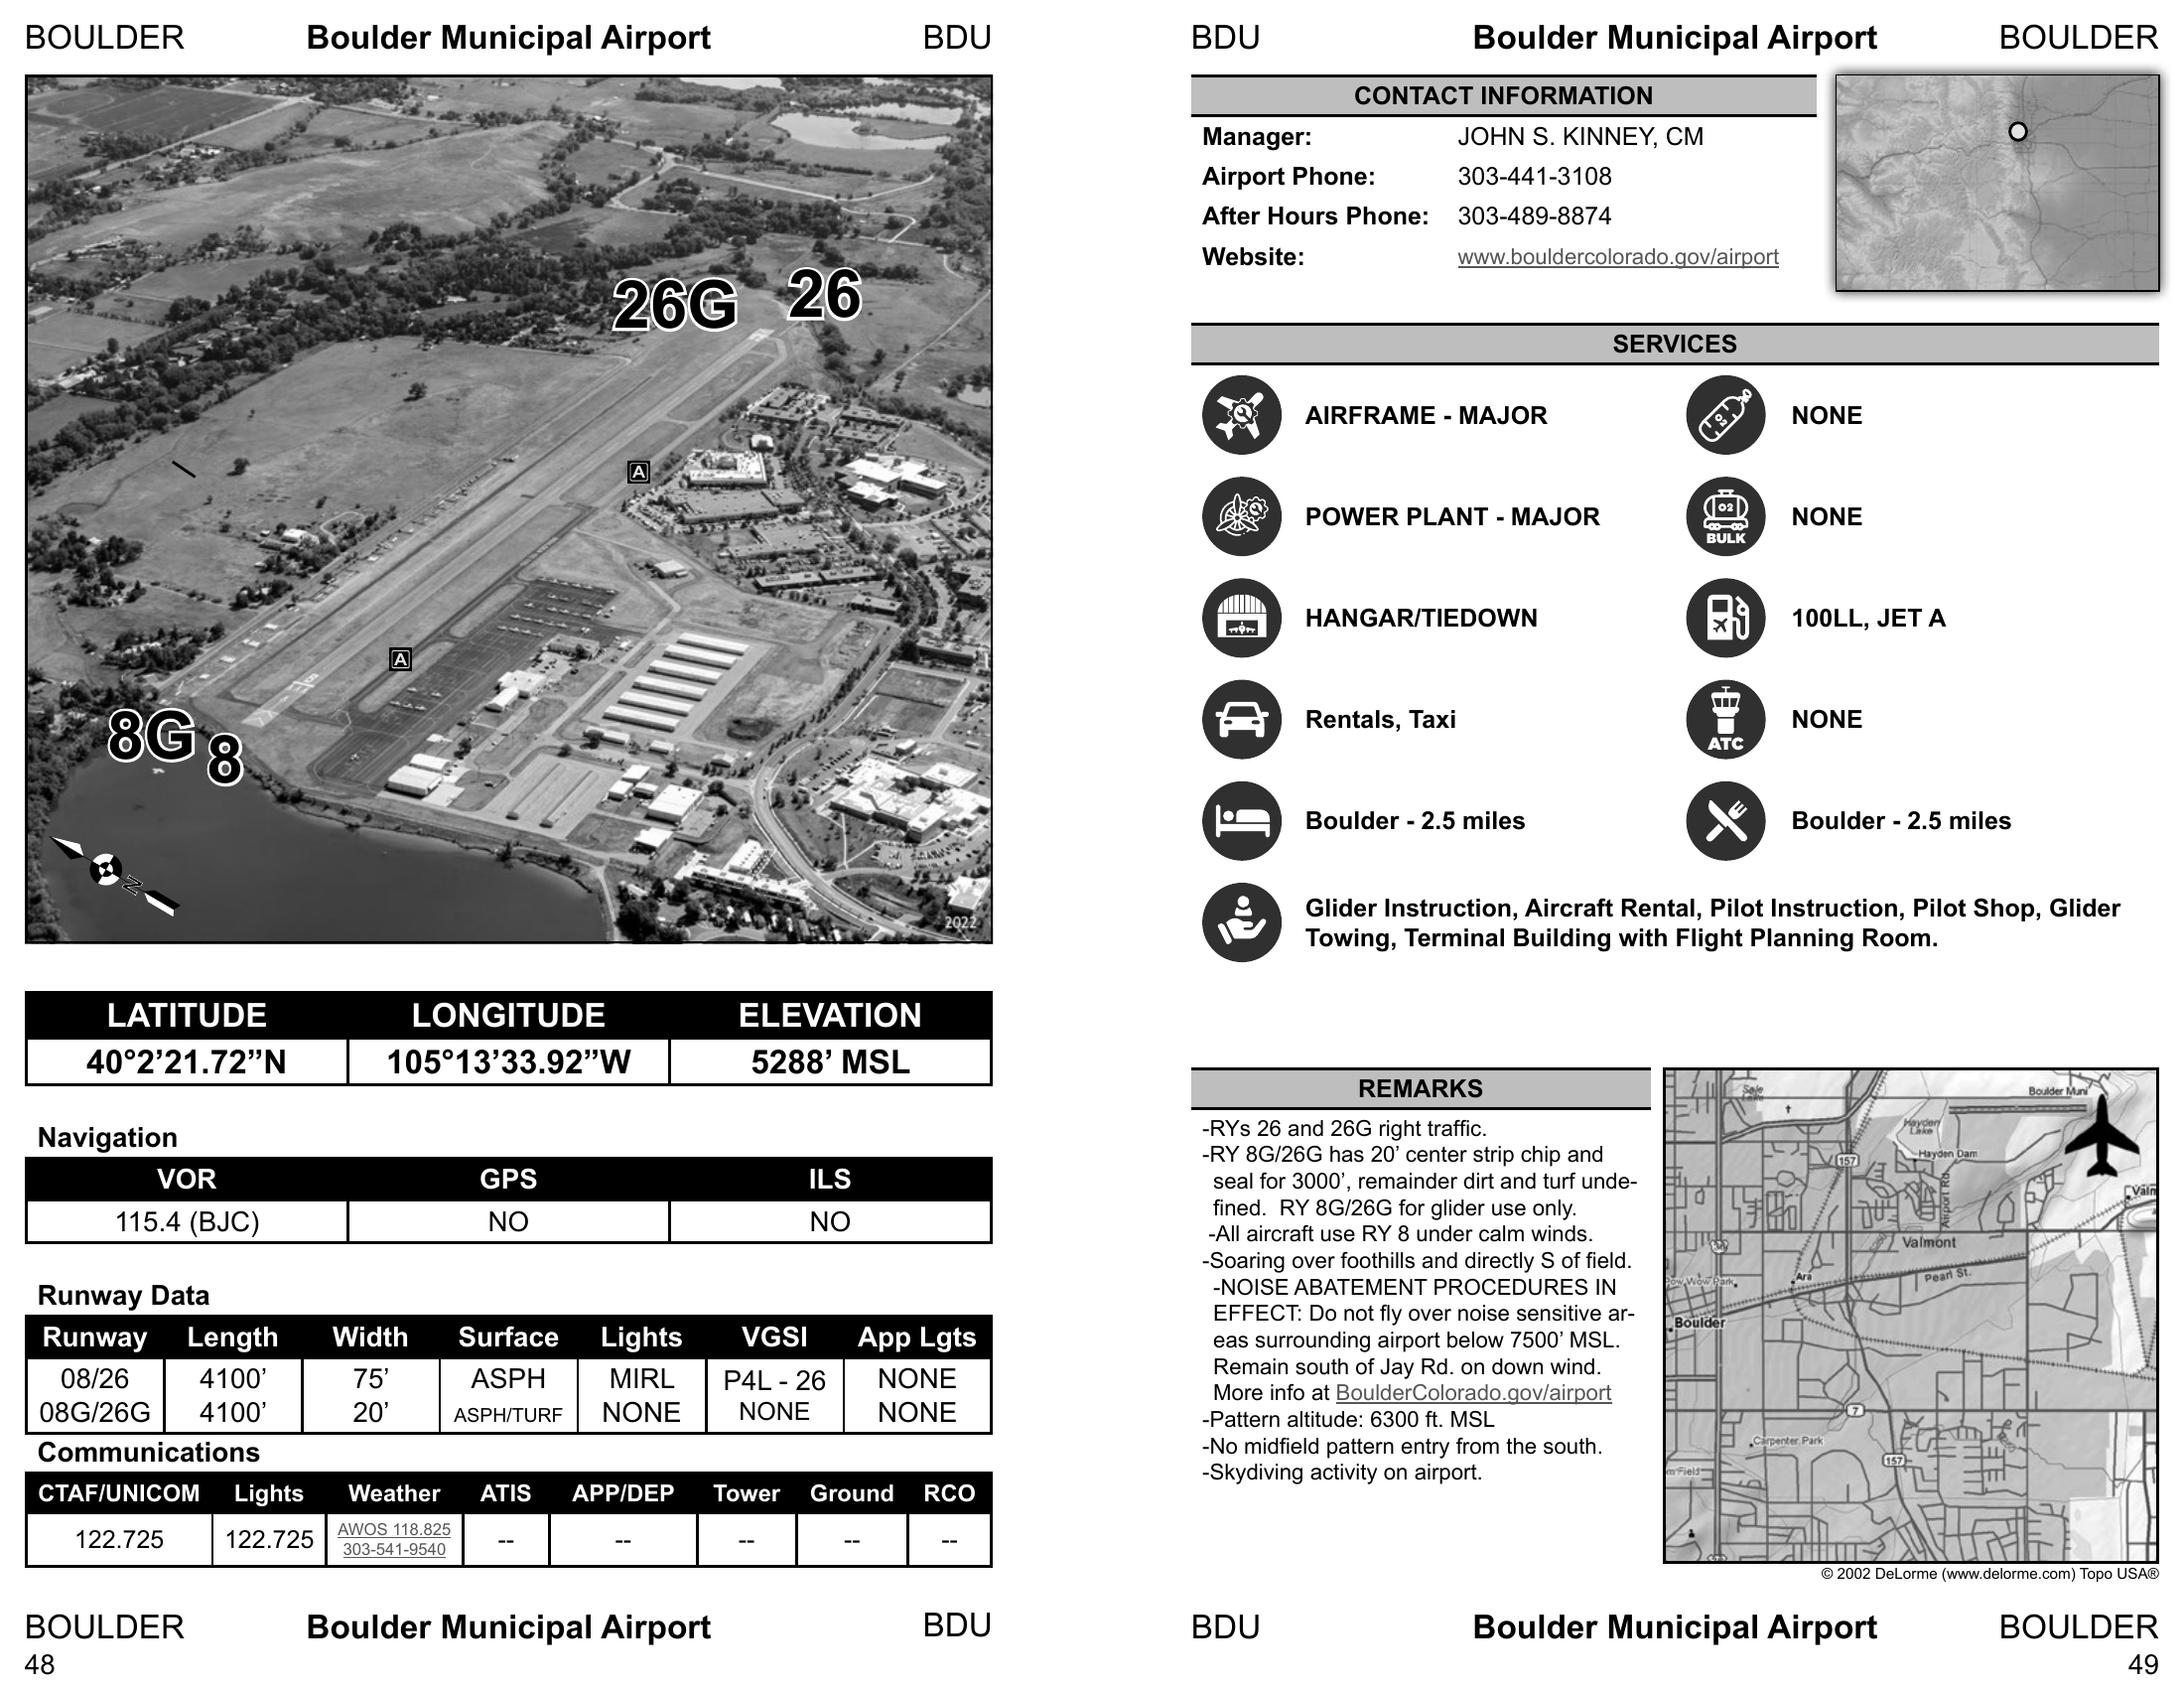 BOULDER Boulder Municipal Airport BDU
26G 26
A
A
8G
8
N
2022
LATITUDE LONGITUDE ELEVATION
40°2’21.72”N 105°13’33.92”W 5288’ MSL
Navigation
VOR GPS ILS
115.4 (BJC) NO NO
Runway Data
Runway Length Width Surface Lights VGSI App Lgts
08/26 4100’ 75’ ASPH MIRL P4L - 26 NONE
08G/26G 4100’ 20’ ASPH/TURF NONE NONE NONE
Communications
CTAF/UNICOM Lights Weather ATIS APP/DEP Tower Ground RCO
122.725 122.725 AWOS 118.825 -- -- -- -- --
303-541-9540
BOULDER Boulder Municipal Airport BDU
48
BDU Boulder Municipal Airport BOULDER
CONTACT INFORMATION
Manager: JOHN S. KINNEY, CM
Airport Phone: 303-441-3108
After Hours Phone: 303-489-8874
Website: www.bouldercolorado.gov/airport
SERVICES
AIRFRAME - MAJOR NONE
POWER PLANT - MAJOR O2 BULK NONE
HANGAR/TIEDOWN 100LL, JET A
Rentals, Taxi ATC NONE
Boulder - 2.5 miles Boulder - 2.5 miles
Glider Instruction, Aircraft Rental, Pilot Instruction, Pilot Shop, Glider
Towing, Terminal Building with Flight Planning Room.
REMARKS
-RYs 26 and 26G right traffic.
-RY 8G/26G has 20’ center strip chip and
seal for 3000’, remainder dirt and turf unde-
fined. RY 8G/26G for glider use only.
-All aircraft use RY 8 under calm winds.
-Soaring over foothills and directly S of field.
-NOISE ABATEMENT PROCEDURES IN
EFFECT: Do not fly over noise sensitive ar-
eas surrounding airport below 7500’ MSL.
Remain south of Jay Rd. on down wind.
More info at BoulderColorado.gov/airport
-Pattern altitude: 6300 ft. MSL
-No midfield pattern entry from the south.
-Skydiving activity on airport.
Boulder Muni
Hayden
Lake
157
Hayden Dam
Airport Rd
Valmont
Pow Wow Park
Ara
Pearl St.
Boulder
7
Carpenter Park
157
© 2002 DeLorme (www.delorme.com) Topo USA®
BDU Boulder Municipal Airport BOULDER
49